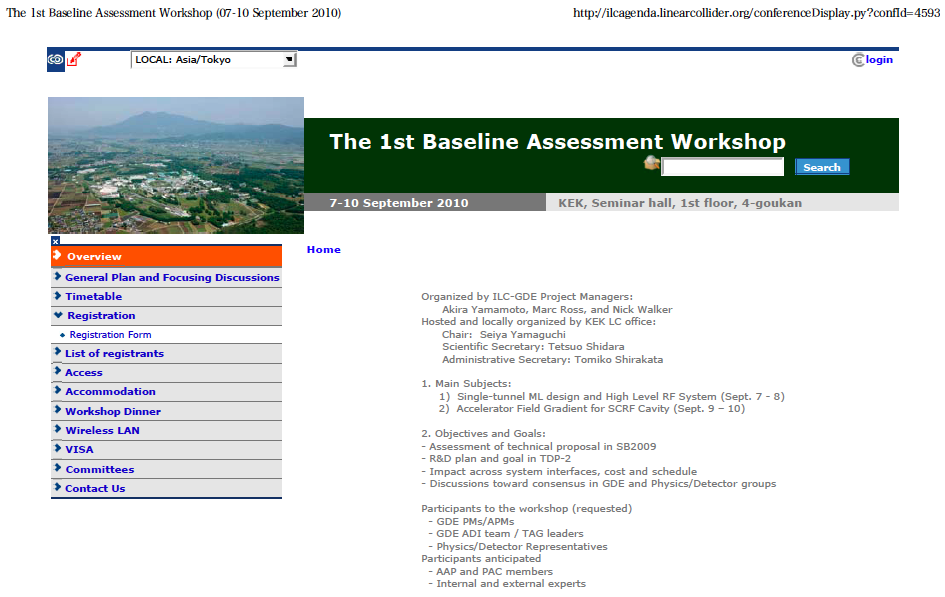 The 1st Baseline Assessment Workshop (07-10 September 2010) http://ilcagenda.linearcollider.org/conferenceDisplay.py?confId=4593
LOCAL: Asia/Tokyo login
The 1st Baseline Assessment Workshop
Search
7-10 September 2010 KEK, Seminar hall, 1st floor, 4-goukan
x
Overview
General Plan and Focusing Discussions
Timetable
Registration
Registration Form
List of registrants
Access
Accommodation
Workshop Dinner
Wireless LAN
VISA
Committees
Contact Us
Home
Organized by ILC-GDE Project Managers:
Akira Yamamoto, Marc Ross, and Nick Walker
Hosted and locally organized by KEK LC office:
Chair: Seiya Yamaguchi
Scientific Secretary: Tetsuo Shidara
Administrative Secretary: Tomiko Shirakata
1. Main Subjects:
1) Single-tunnel ML design and High Level RF System (Sept. 7 - 8)
2) Accelerator Field Gradient for SCRF Cavity (Sept. 9 – 10)
2. Objectives and Goals:
- Assessment of technical proposal in SB2009
- R&D plan and goal in TDP-2
- Impact across system interfaces, cost and schedule
- Discussions toward consensus in GDE and Physics/Detector groups
Participants to the workshop (requested)
- GDE PMs/APMs
- GDE ADI team / TAG leaders
- Physics/Detector Representatives
Participants anticipated
- AAP and PAC members
- Internal and external experts